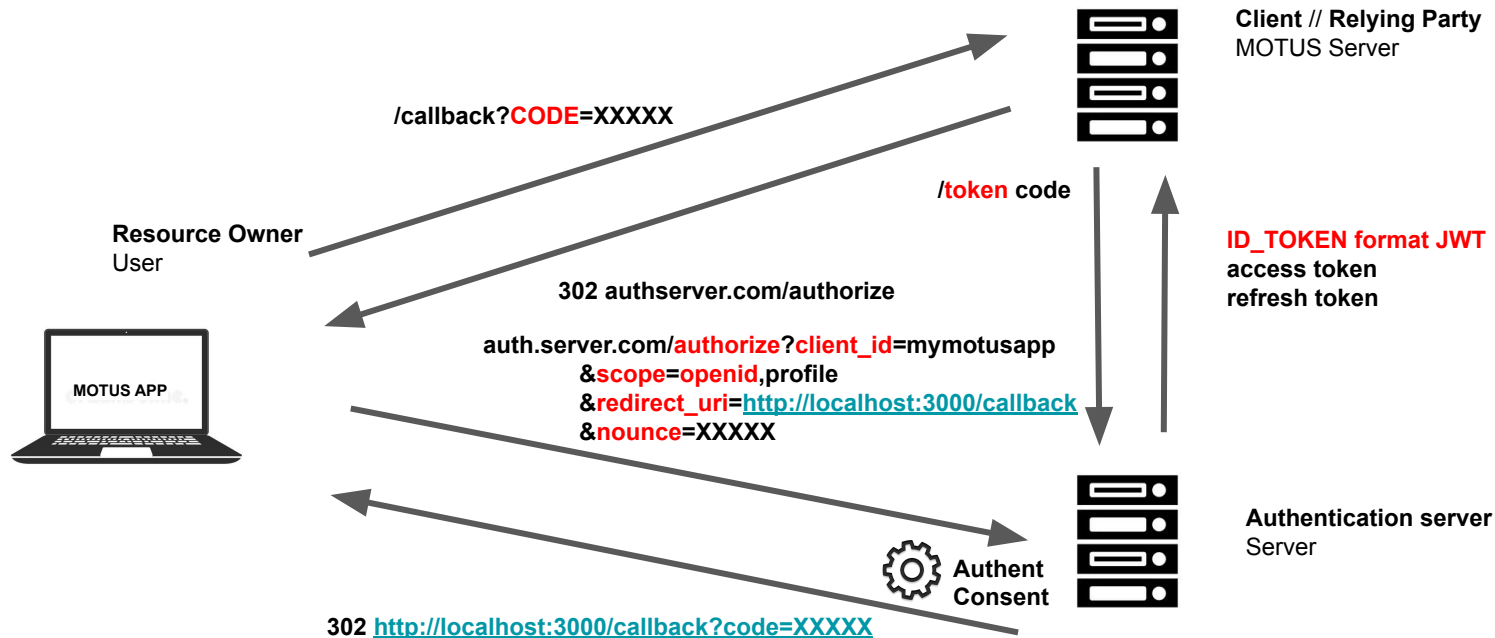 Client // Relying Party
MOTUS Server
/callback?CODE=XXXXX
/token code
Resource Owner
User
ID_TOKEN format JWT
access token
refresh token
302 authserver.com/authorize
auth.server.com/authorize?client_id=mymotusapp
&scope=openid,profile
&redirect_uri=http://localhost:3000/callback
&nounce=XXXXX
MOTUS APP
Authentication server
Server
Authent
Consent
302 http://localhost:3000/callback?code=XXXXX